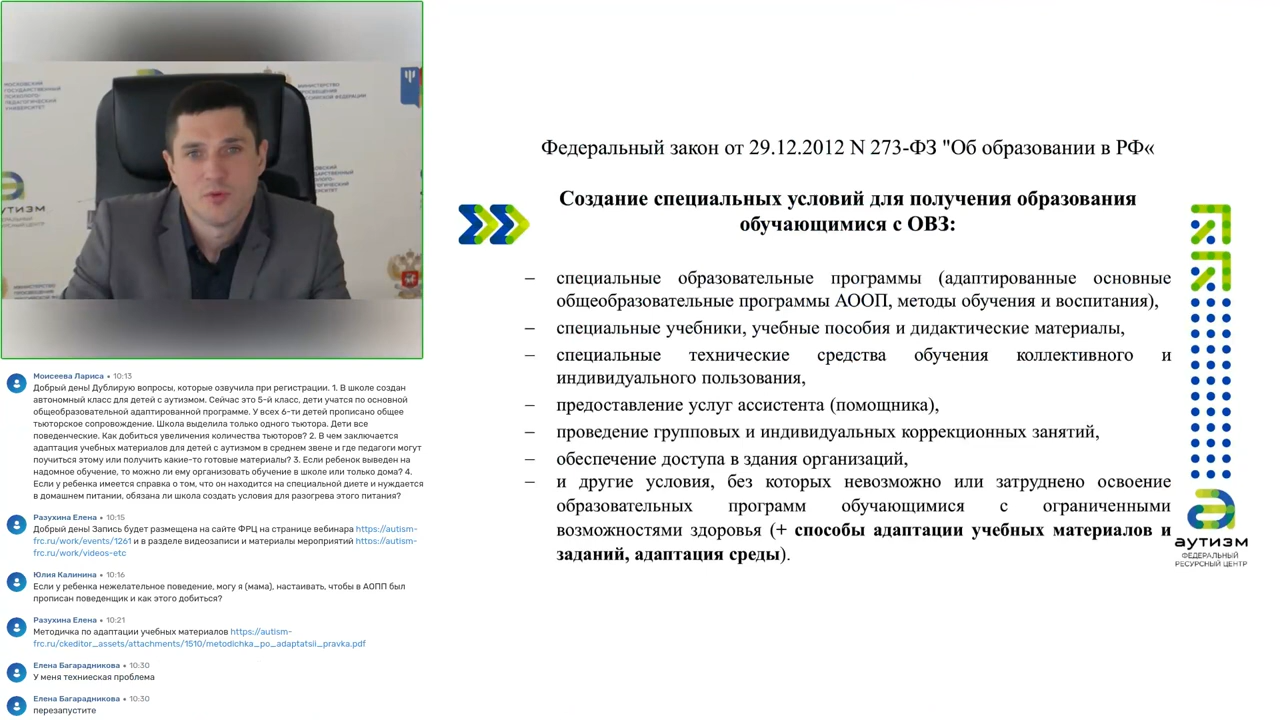 МОСКОВСКИЙ
ГОСУДАРСТВЕННЫЙ
ПСИХОЛОГО-
ПЕДАГОГИЧЕСКИЙ
УНИВЕРСИТЕТ
МИНИСТЕРСТВО
ПРОСВЕЩЕНИЯ
РОССИЙСКОЙ ФЕДЕРАЦИИ
Моисеева Лариса • 10:13
Добрый день! Дублирую вопросы, которые озвучила при регистрации. 1. В школе создан
автономный класс для детей с аутизмом. Сейчас это 5-й класс, дети учатся по основной
общеобразовательной адаптированной программе. У всех 6-ти детей прописано общее
тьюторское сопровождение. Школа выделила только одного тьютора. Дети все
поведенческие. Как добиться увеличения количества тьюторов? 2. В чем заключается
адаптация учебных материалов для детей с аутизмом в среднем звене и где педагоги могут
поучиться этому или получить какие-то готовые материалы? 3. Если ребенок выведен на
надомное обучение, то можно ли ему организовать обучение в школе или только дома? 4.
Если у ребенка имеется справка о том, что он находится на специальной диете и нуждается
в домашнем питании, обязана ли школа создать условия для разогрева этого питания?
Разухина Елена • 10:15
Добрый день! Запись будет размещена на сайте ФРЦ на странице вебинара https://autism-
frc.ru/work/events/1261 и в разделе видеозаписи и материалы мероприятий https://autism-
frc.ru/work/videos-etc
Юлия Калинина • 10:16
Если у ребенка нежелательное поведение, могу я (мама), настаивать, чтобы в АОПП был
прописан поведенщик и как этого добиться?
Разухина Елена • 10:21
Методичка по адаптации учебных материалов https://autism-
frc.ru/ckeditor_assets/attachments/1510/metodichka_po_adaptatsii_pravka.pdf
Елена Багарадникова • 10:30
У меня техниеская проблема
Елена Багарадникова • 10:30
перезапустите
Федеральный закон от 29.12.2012 N 273-ФЗ "Об образовании в РФ«
Создание специальных условий для получения образования
обучающимися с ОВЗ:
– специальные образовательные программы (адаптированные основные
общеобразовательные программы АООП, методы обучения и воспитания),
– специальные учебники, учебные пособия и дидактические материалы,
– специальные технические средства обучения коллективного и
индивидуального пользования,
– предоставление услуг ассистента (помощника),
– проведение групповых и индивидуальных коррекционных занятий,
– обеспечение доступа в здания организаций,
– и другие условия, без которых невозможно или затруднено освоение
образовательных программ обучающимися с ограниченными
возможностями здоровья (+ способы адаптации учебных материалов и
заданий, адаптация среды).
аутизм
ФЕДЕРАЛЬНЫЙ
РЕСУРСНЫЙ ЦЕНТР